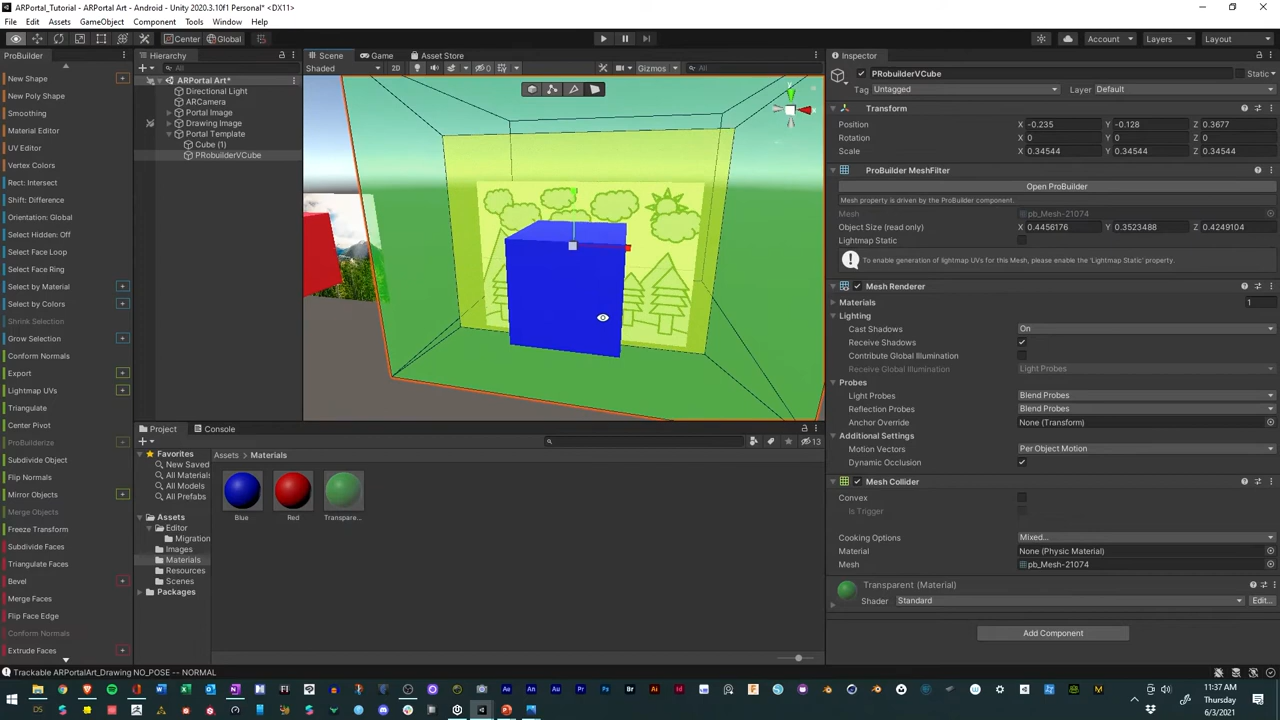 ARPortal_Tutorial - ARPortal Art - Android - Unity 2020.3.10f1 Personal* <DX11>
File Edit Assets GameObject Component Tools Window Help
Center Global Account Layers Layout
ProBuilder
New Shape
New Poly Shape
Smoothing
Material Editor
UV Editor
Vertex Colors
Rect: Intersect
Shift: Difference
Orientation: Global
Select Hidden: Off
Select Face Loop
Select Face Ring
Select by Material
Select by Colors
Shrink Selection
Grow Selection
Conform Normals
Export
Lightmap UVs
Triangulate
Center Pivot
ProBuilderize
Subdivide Object
Flip Normals
Mirror Objects
Merge Objects
Freeze Transform
Subdivide Faces
Triangulate Faces
Bevel
Merge Faces
Flip Face Edge
Conform Normals
Extrude Faces
Hierarchy
All
ARPortal Art*
Directional Light
ARCamera
Portal Image
Drawing Image
Portal Template
Cube (1)
PRobuilderVCube
Scene Game Asset Store
Shaded 2D 0 Gizmos All
Project Console
13
Favorites
New Saved
All Materials
All Models
All Prefabs
Assets
Editor
Migration
Images
Materials
Resources
Scenes
Packages
Assets > Materials
Blue Red Transpare...
Inspector
PRobuilderVCube Static
Tag Untagged Layer Default
Transform
Position X -0.235 Y -0.128 Z 0.3677
Rotation X 0 Y 0 Z 0
Scale X 0.34544 Y 0.34544 Z 0.34544
ProBuilder MeshFilter
Open ProBuilder
Mesh property is driven by the ProBuilder component.
Mesh pb_Mesh-21074
Object Size (read only) X 0.4456176 Y 0.3523488 Z 0.4249104
Lightmap Static
To enable generation of lightmap UVs for this Mesh, please enable the 'Lightmap Static' property.
Mesh Renderer
Materials 1
Lighting
Cast Shadows On
Receive Shadows
Contribute Global Illumination
Receive Global Illumination Light Probes
Probes
Light Probes Blend Probes
Reflection Probes Blend Probes
Anchor Override None (Transform)
Additional Settings
Motion Vectors Per Object Motion
Dynamic Occlusion
Mesh Collider
Convex
Is Trigger
Cooking Options Mixed...
Material None (Physic Material)
Mesh pb_Mesh-21074
Transparent (Material)
Shader Standard Edit...
Add Component
Trackable ARPortalArt_Drawing NO_POSE -- NORMAL
11:37 AM
Thursday
6/3/2021